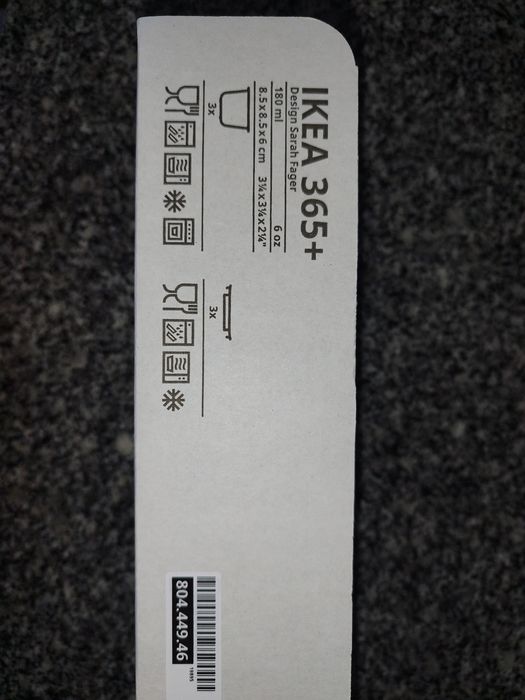 IKEA 365+
Design Sarah Fager
180 ml 6 oz
8.5x8.5x6 cm 3¼x3¼x2¼"
3x
3x
804.449.46
19895